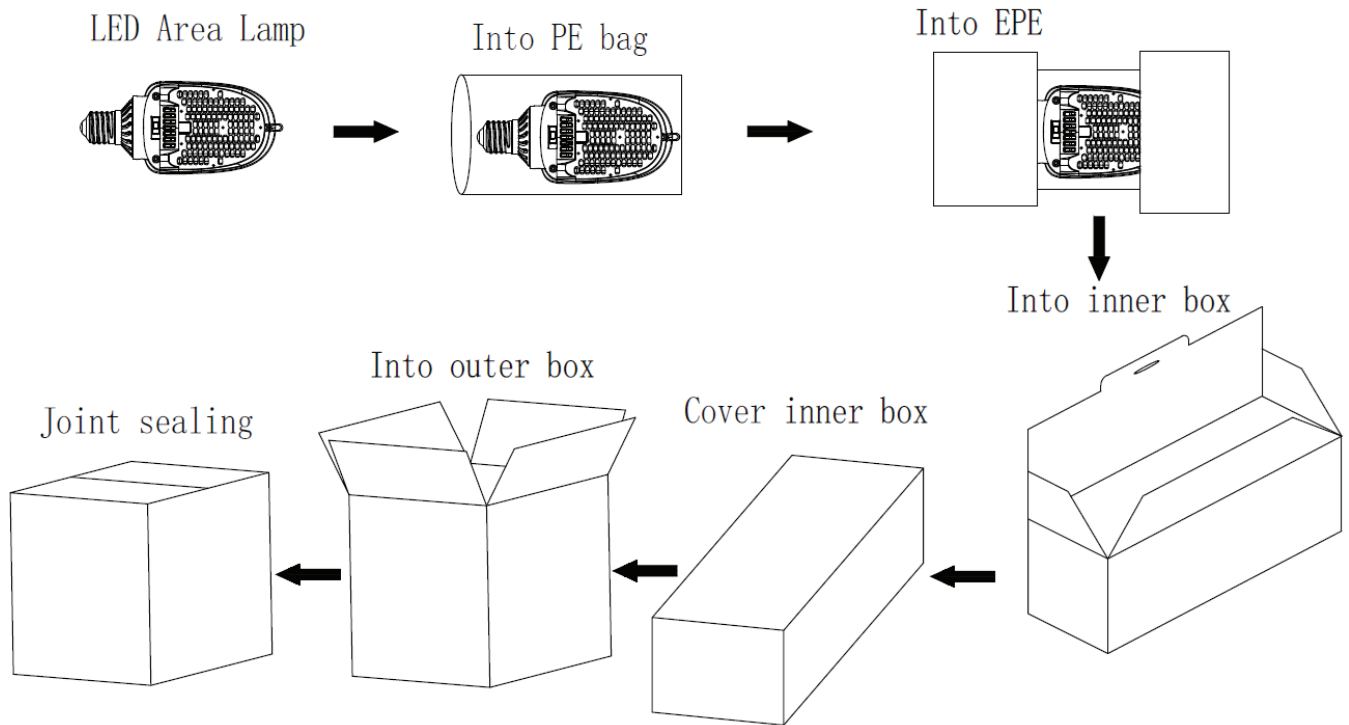 LED Area Lamp
Into PE bag
Into EPE
Into inner box
Cover inner box
Into outer box
Joint sealing